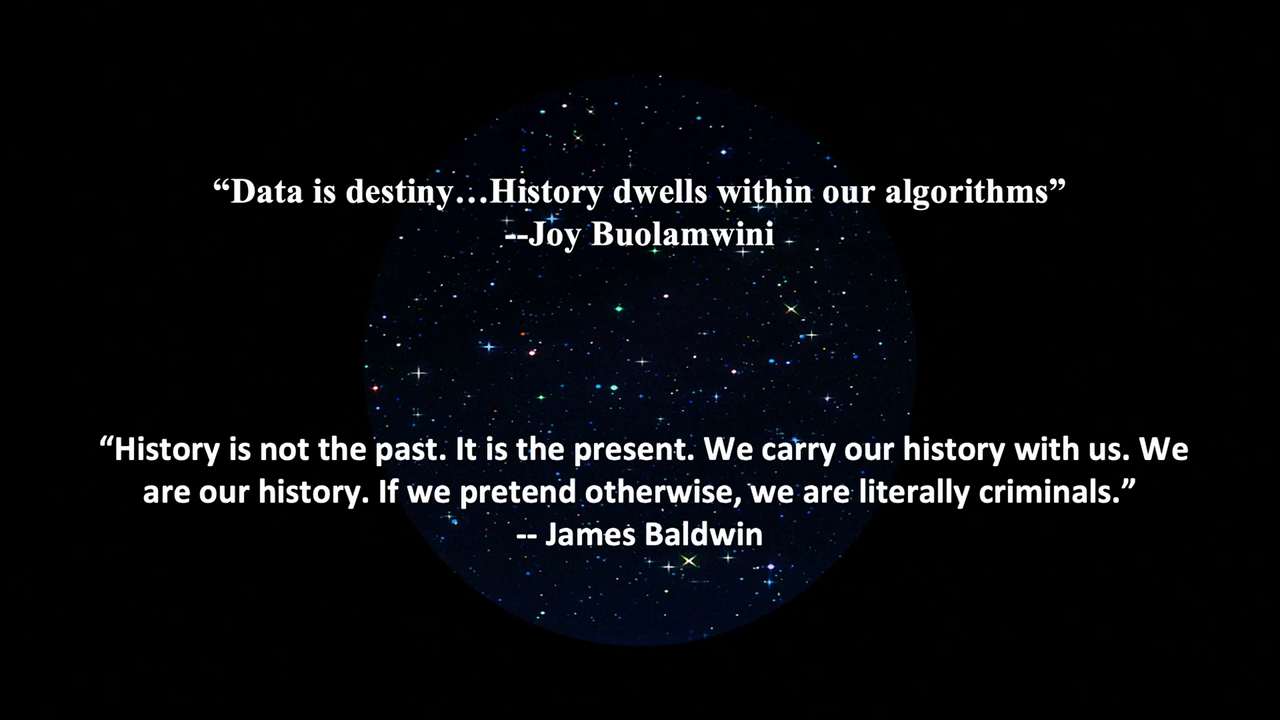 “Data is destiny…History dwells within our algorithms”
--Joy Buolamwini
“History is not the past. It is the present. We carry our history with us. We
are our history. If we pretend otherwise, we are literally criminals.”
-- James Baldwin